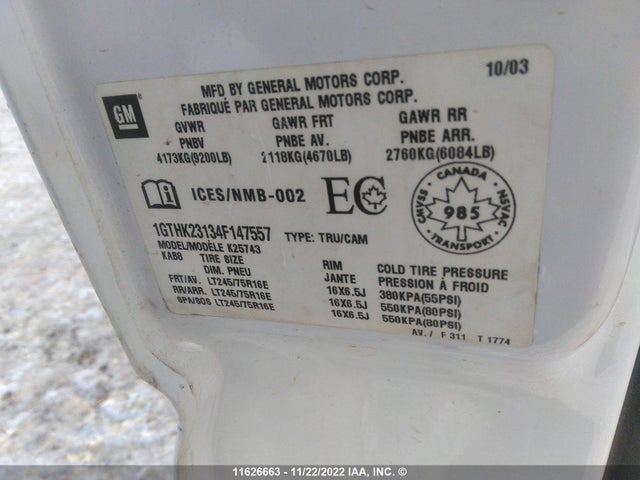 10/03
MFD BY GENERAL MOTORS CORP.
FABRIQUÉ PAR GENERAL MOTORS CORP.
GM
GVWR GAWR FRT GAWR RR
PNBV PNBE AV. PNBE ARR.
4173KG(9200LB) 2118KG(4670LB) 2760KG(6084LB)
ICES/NMB-002 EC
CANADA
985
TRANSPORT
NSVAC
SSAWC
1GTHK23134F147557 TYPE: TRU/CAM
MODEL/MODÈLE K25743
KAB8 TIRE SIZE RIM COLD TIRE PRESSURE
DIM. PNEU JANTE PRESSION À FROID
FRT/AV. LT245/75R16E 16X6.5J 380KPA(55PSI)
RR/ARR. LT245/75R16E 16X6.5J 550KPA(80PSI)
SPA/SDS LT245/75R16E 16X6.5J 550KPA(80PSI)
AV./ F 311 T 1774
11626663 - 11/22/2022 IAA, INC. ©